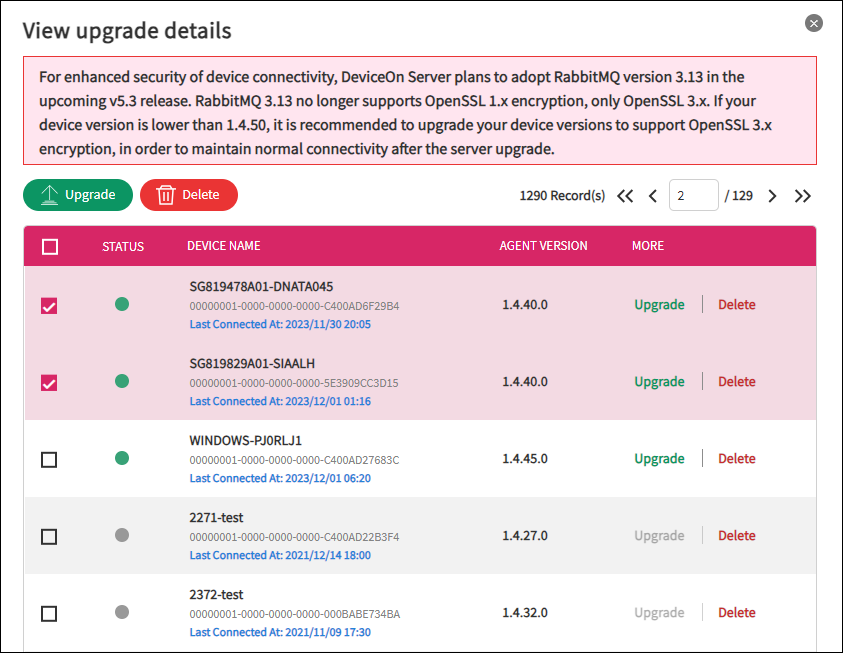 View upgrade details
For enhanced security of device connectivity, DeviceOn Server plans to adopt RabbitMQ version 3.13 in the
upcoming v5.3 release. RabbitMQ 3.13 no longer supports OpenSSL 1.x encryption, only OpenSSL 3.x. If your
device version is lower than 1.4.50, it is recommended to upgrade your device versions to support OpenSSL 3.x
encryption, in order to maintain normal connectivity after the server upgrade.
Upgrade Delete 1290 Record(s) 2 / 129
STATUS DEVICE NAME AGENT VERSION MORE
SG819478A01-DNATA045
00000001-0000-0000-0000-C400AD6F29B4 1.4.40.0 Upgrade Delete
Last Connected At: 2023/11/30 20:05
SG819829A01-SIAALH
00000001-0000-0000-0000-5E3909CC3D15 1.4.40.0 Upgrade Delete
Last Connected At: 2023/12/01 01:16
WINDOWS-PJ0RLJ1
00000001-0000-0000-0000-C400AD27683C 1.4.45.0 Upgrade Delete
Last Connected At: 2023/12/01 06:20
2271-test
00000001-0000-0000-0000-C400AD22B3F4 1.4.27.0 Upgrade Delete
Last Connected At: 2021/12/14 18:00
2372-test
00000001-0000-0000-0000-000BABE734BA 1.4.32.0 Upgrade Delete
Last Connected At: 2021/11/09 17:30